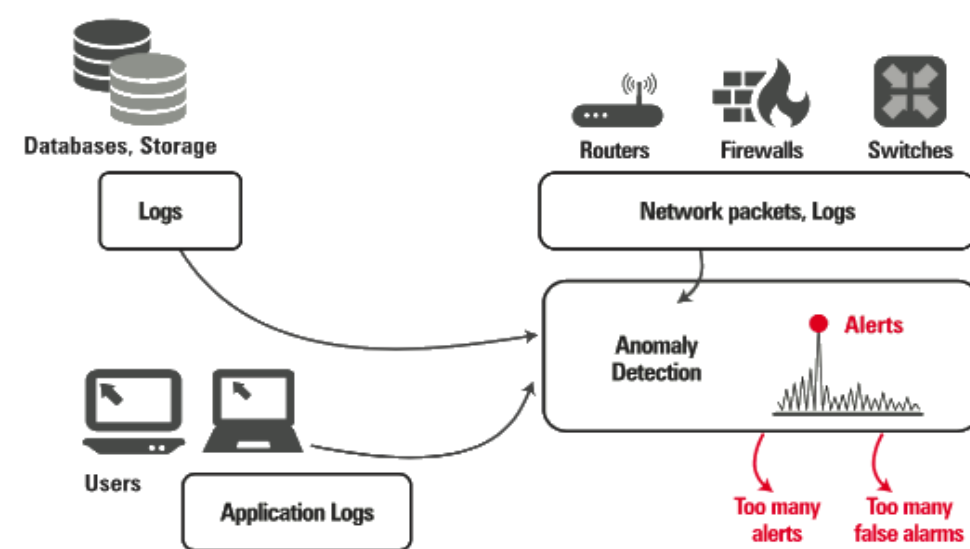 Databases, Storage
Logs
Routers
Firewalls
Switches
Network packets, Logs
Anomaly
Detection
Alerts
Users
Application Logs
Too many
alerts
Too many
false alarms